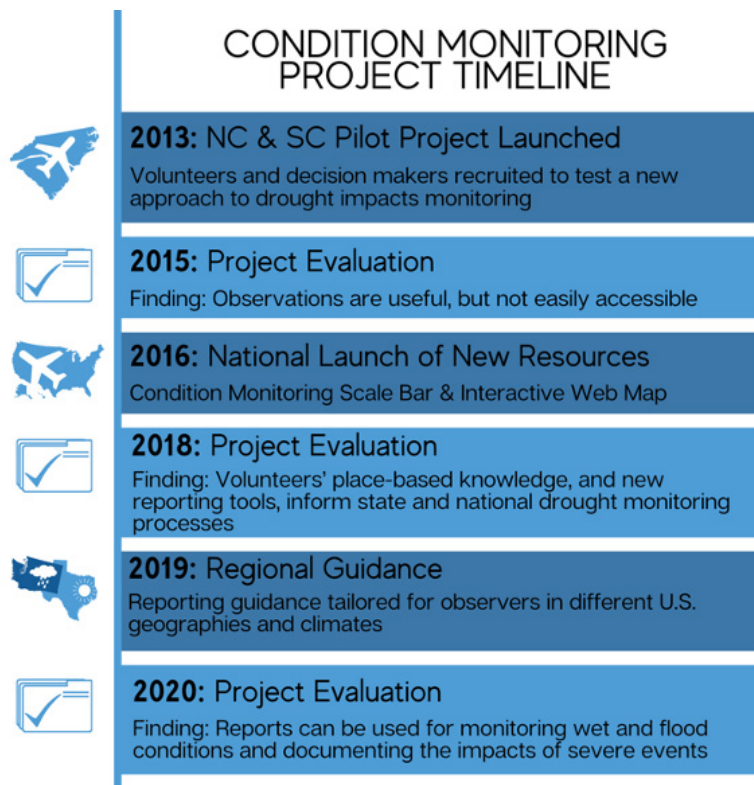 CONDITION MONITORING
PROJECT TIMELINE
2013: NC & SC Pilot Project Launched
Volunteers and decision makers recruited to test a new
approach to drought impacts monitoring
2015: Project Evaluation
Finding: Observations are useful, but not easily accessible
2016: National Launch of New Resources
Condition Monitoring Scale Bar & Interactive Web Map
2018: Project Evaluation
Finding: Volunteers’ place-based knowledge, and new
reporting tools, inform state and national drought monitoring
processes
2019: Regional Guidance
Reporting guidance tailored for observers in different U.S.
geographies and climates
2020: Project Evaluation
Finding: Reports can be used for monitoring wet and flood
conditions and documenting the impacts of severe events